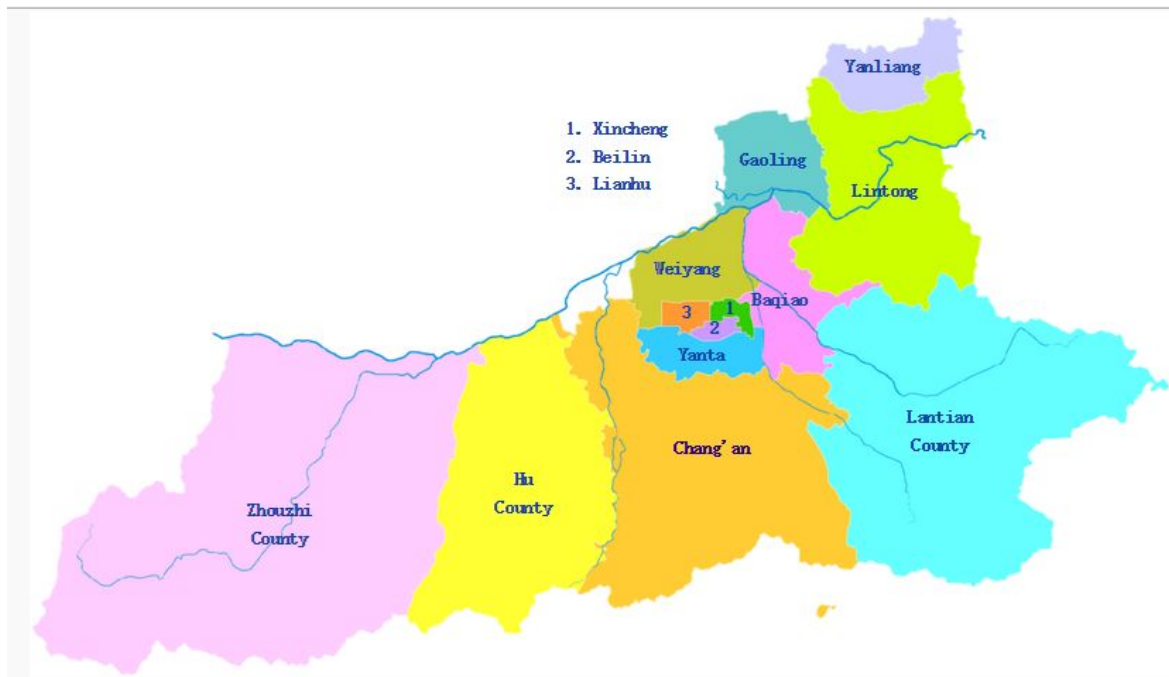 Yanliang
1. Xincheng
2. Beilin
3. Lianhu
Gaoling
Lintong
Weiyang
Baqiao
3
1
2
Yanta
Chang'an
Lantian
County
Hu
County
Zhouzhi
County